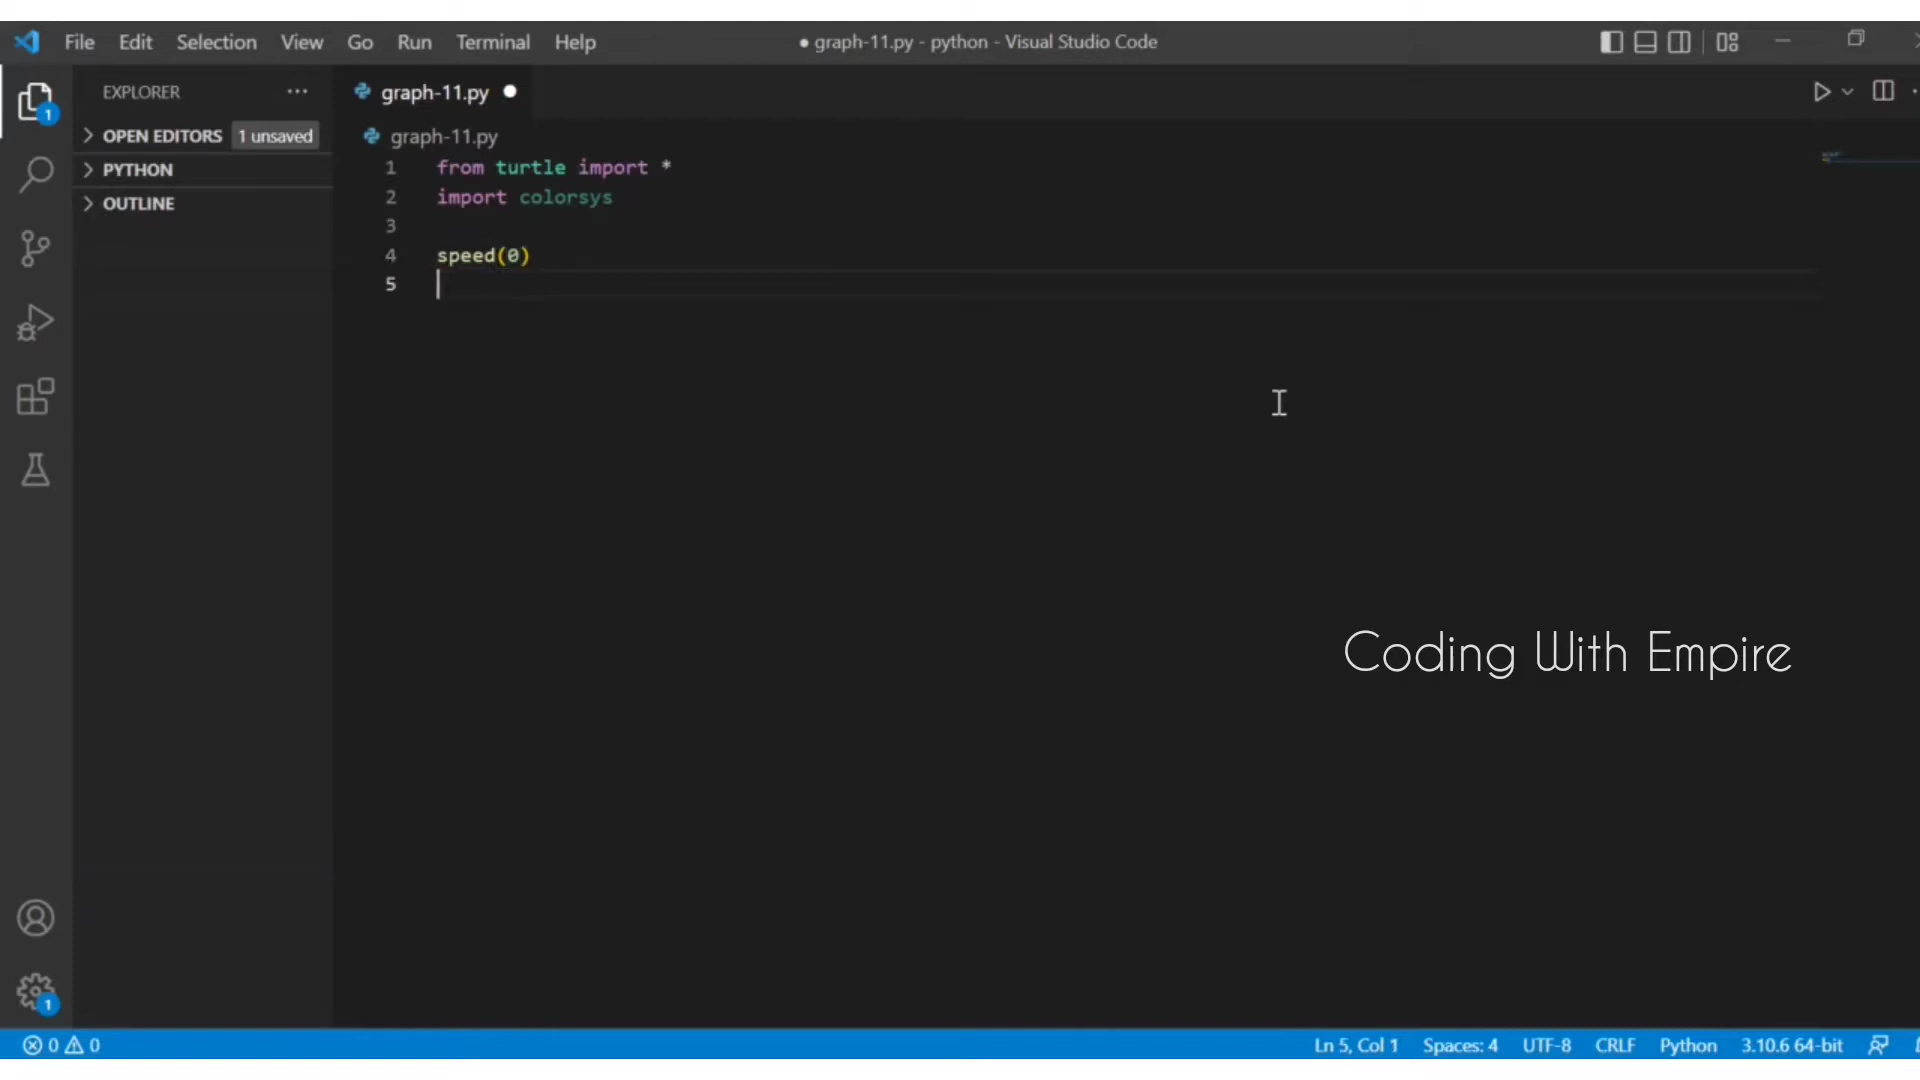 File Edit Selection View Go Run Terminal Help
● graph-11.py - python - Visual Studio Code
EXPLORER
graph-11.py
1
OPEN EDITORS 1 unsaved
graph-11.py
PYTHON
OUTLINE
1 from turtle import *
2 import colorsys
3
4 speed(0)
5
Coding With Empire
1
0 0
Ln 5, Col 1 Spaces: 4 UTF-8 CRLF Python 3.10.6 64-bit